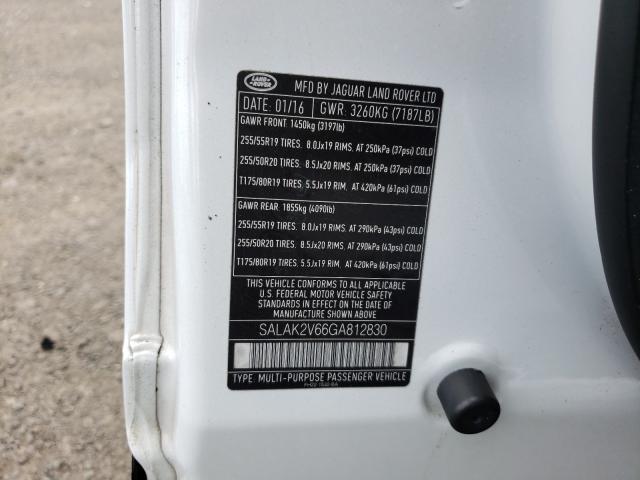 LAND ROVER
MFD BY JAGUAR LAND ROVER LTD
DATE: 01/16 GWR: 3260KG (7187LB)
GAWR FRONT: 1450kg (3197lb)
255/55R19 TIRES. 8.0Jx19 RIMS. AT 250kPa (37psi) COLD
255/50R20 TIRES. 8.5Jx20 RIMS. AT 250kPa (37psi) COLD
T175/80R19 TIRES. 5.5Jx19 RIM. AT 420kPa (61psi) COLD
GAWR REAR: 1855kg (4090lb)
255/55R19 TIRES. 8.0Jx19 RIMS. AT 290kPa (43psi) COLD
255/50R20 TIRES. 8.5Jx20 RIMS. AT 290kPa (43psi) COLD
T175/80R19 TIRES. 5.5Jx19 RIM. AT 420kPa (61psi) COLD
THIS VEHICLE CONFORMS TO ALL APPLICABLE
U.S. FEDERAL MOTOR VEHICLE SAFETY
STANDARDS IN EFFECT ON THE DATE
OF MANUFACTURE SHOWN ABOVE
SALAK2V66GA812830
TYPE: MULTI-PURPOSE PASSENGER VEHICLE